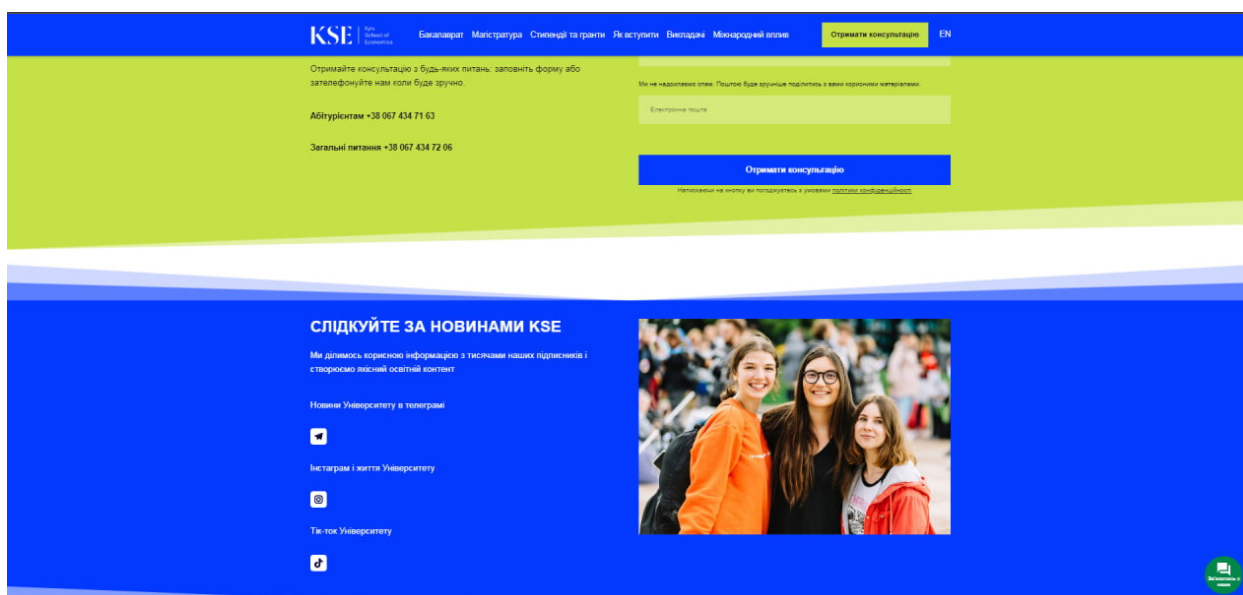 KSE
Kyiv
School of
Economics
Бакалаврат Магістратура Стипендії та гранти Як вступити Викладачі Міжнародний вплив
Отримати консультацію
EN
Отримайте консультацію з будь-яких питань: заповніть форму або
зателефонуйте нам коли буде зручно.
Абітурієнтам +38 067 434 71 63
Загальні питання +38 067 434 72 06
Ми не надсилаємо спам. Поштою буде зручніше поділитись з вами корисними матеріалами.
Електронна пошта
Отримати консультацію
Натискаючи на кнопку ви погоджуєтесь з умовами політики конфіденційності
СЛІДКУЙТЕ ЗА НОВИНАМИ KSE
Ми ділимось корисною інформацією з тисячами наших підписників і
створюємо якісний освітній контент
Новини Університету в телеграмі
Інстаграм і життя Університету
Тік-ток Університету
Зв'яжитесь з
нами